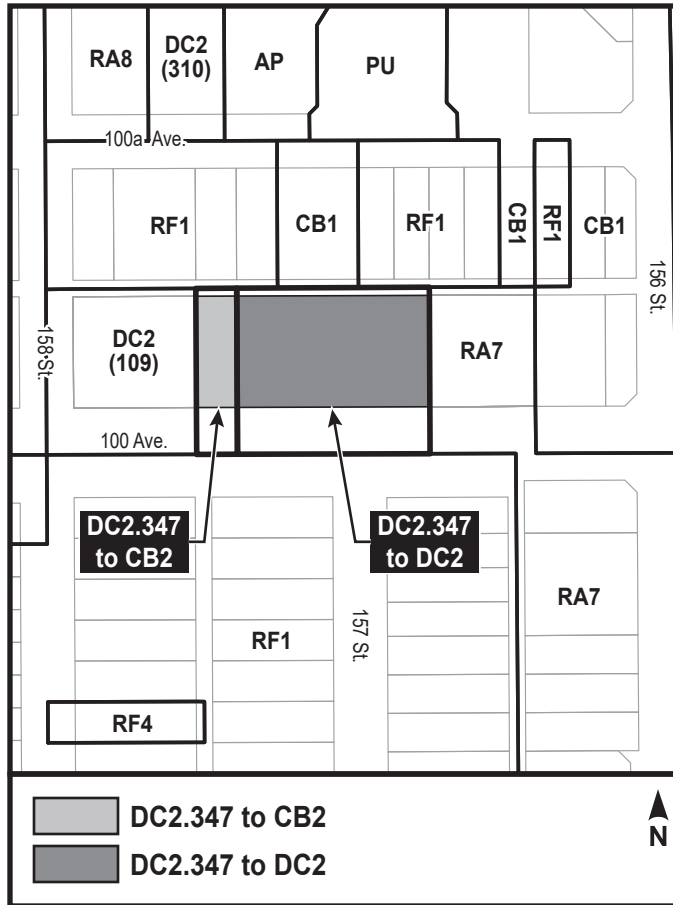 RA8
DC2
(310)
AP
PU
100a Ave.
RF1
CB1
RF1
CB1
RF1
CB1
156 St.
158 St.
DC2
(109)
RA7
100 Ave.
DC2.347
to CB2
DC2.347
to DC2
RF1
157 St.
RA7
RF4
DC2.347 to CB2
DC2.347 to DC2
N